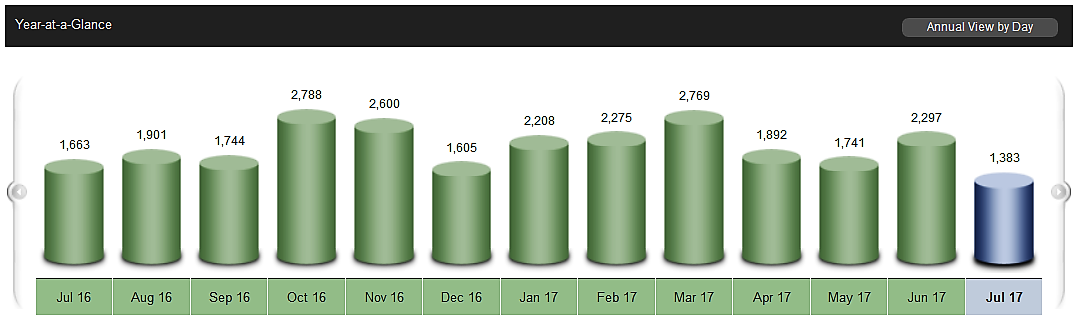 Year-at-a-Glance
Annual View by Day
1,663
1,901
1,744
2,788
2,600
1,605
2,208
2,275
2,769
1,892
1,741
2,297
1,383
Jul 16
Aug 16
Sep 16
Oct 16
Nov 16
Dec 16
Jan 17
Feb 17
Mar 17
Apr 17
May 17
Jun 17
Jul 17